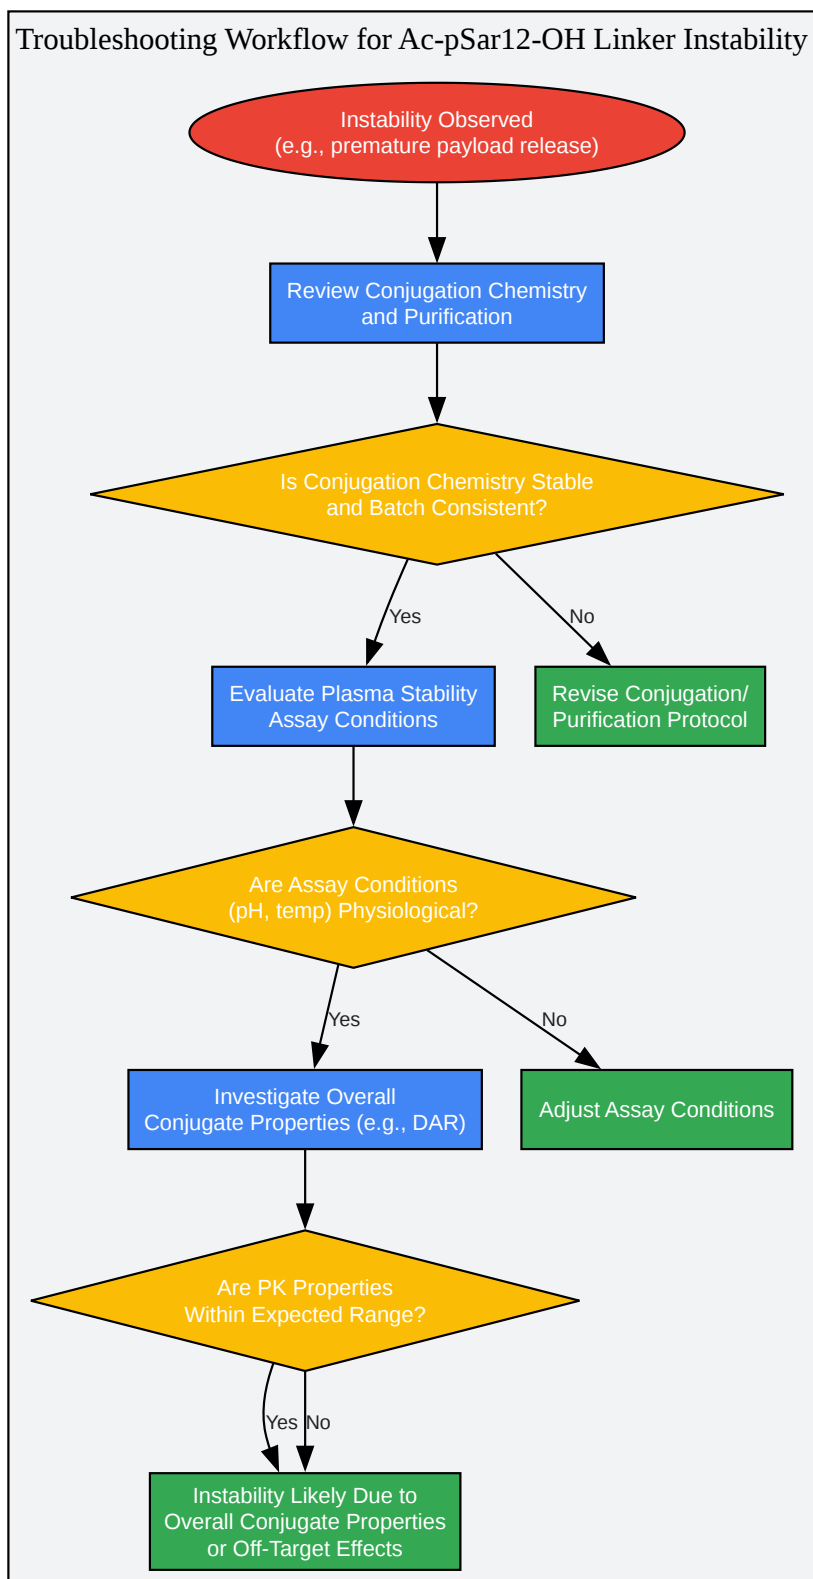 Troubleshooting Workflow for Ac-pSar12-OH Linker Instability
Instability Observed
(e.g., premature payload release)
Review Conjugation Chemistry
and Purification
Is Conjugation Chemistry Stable
and Batch Consistent?
Yes
No
Evaluate Plasma Stability
Assay Conditions
Revise Conjugation/
Purification Protocol
Are Assay Conditions
(pH, temp) Physiological?
Yes
No
Investigate Overall
Conjugate Properties (e.g., DAR)
Adjust Assay Conditions
Are PK Properties
Within Expected Range?
Yes
No
Instability Likely Due to
Overall Conjugate Properties
or Off-Target Effects